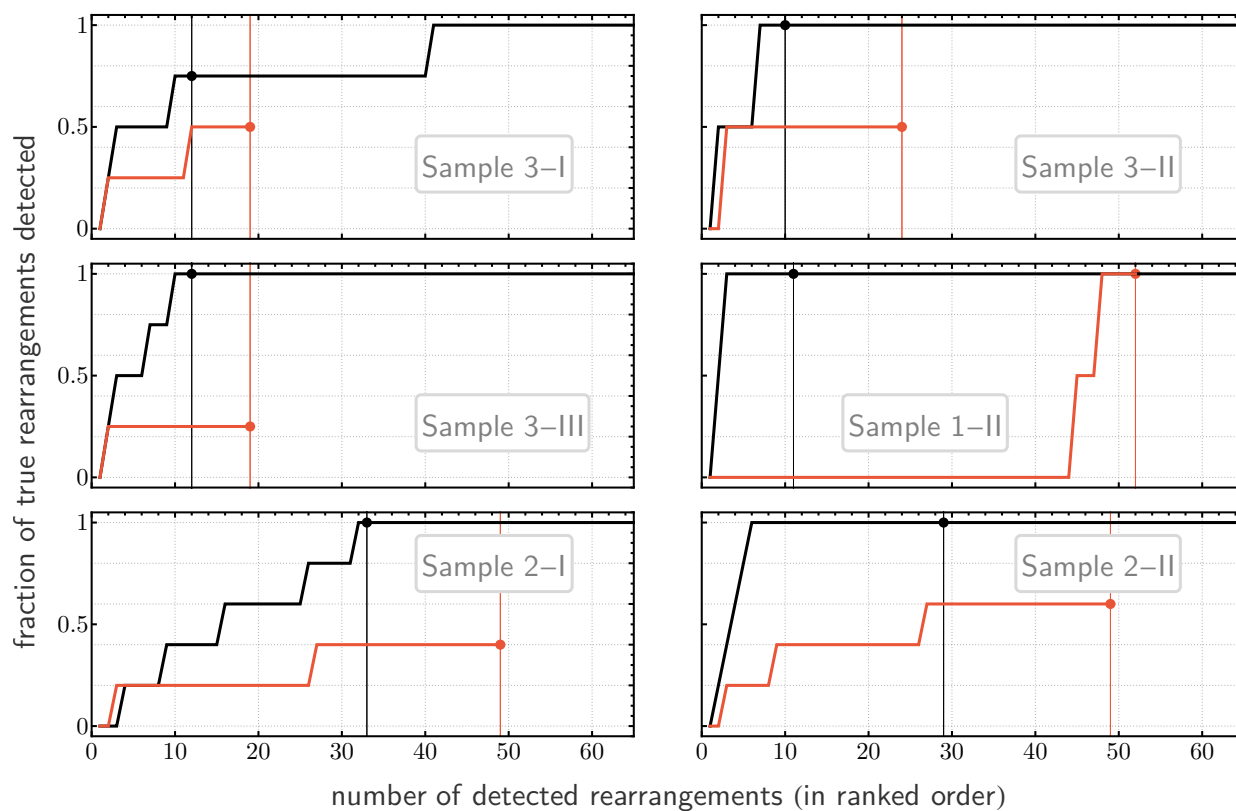 fraction of true rearrangements detected
1
0.5
0
Sample 3–I
Sample 3–II
1
0.5
0
Sample 3–III
Sample 1–II
1
0.5
0
Sample 2–I
Sample 2–II
0 10 20 30 40 50 60 0 10 20 30 40 50 60
number of detected rearrangements (in ranked order)